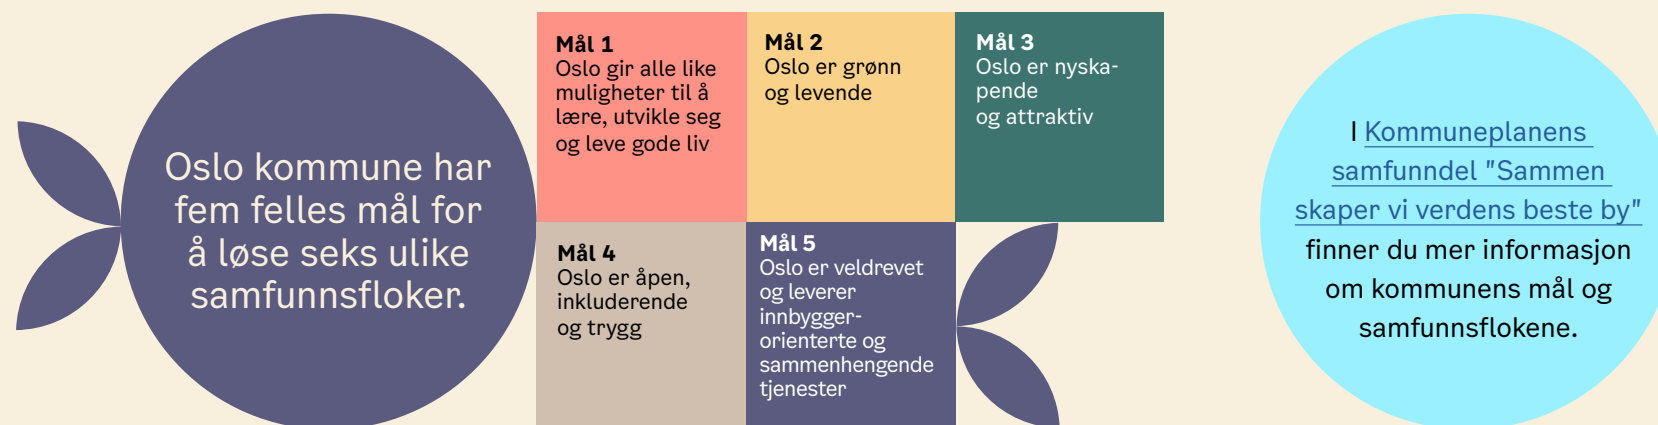 Oslo kommune har
fem felles mål for
å løse seks ulike
samfunnsfloker.
Mål 1
Oslo gir alle like
muligheter til å
lære, utvikle seg
og leve gode liv
Mål 2
Oslo er grønn
og levende
Mål 3
Oslo er nyska-
pende
og attraktiv
Mål 4
Oslo er åpen,
inkluderende
og trygg
Mål 5
Oslo er veldrevet
og leverer
innbygger-
orienterte og
sammenhengende
tjenester
I Kommuneplanens
samfunndel "Sammen
skaper vi verdens beste by"
finner du mer informasjon
om kommunens mål og
samfunnsflokene.